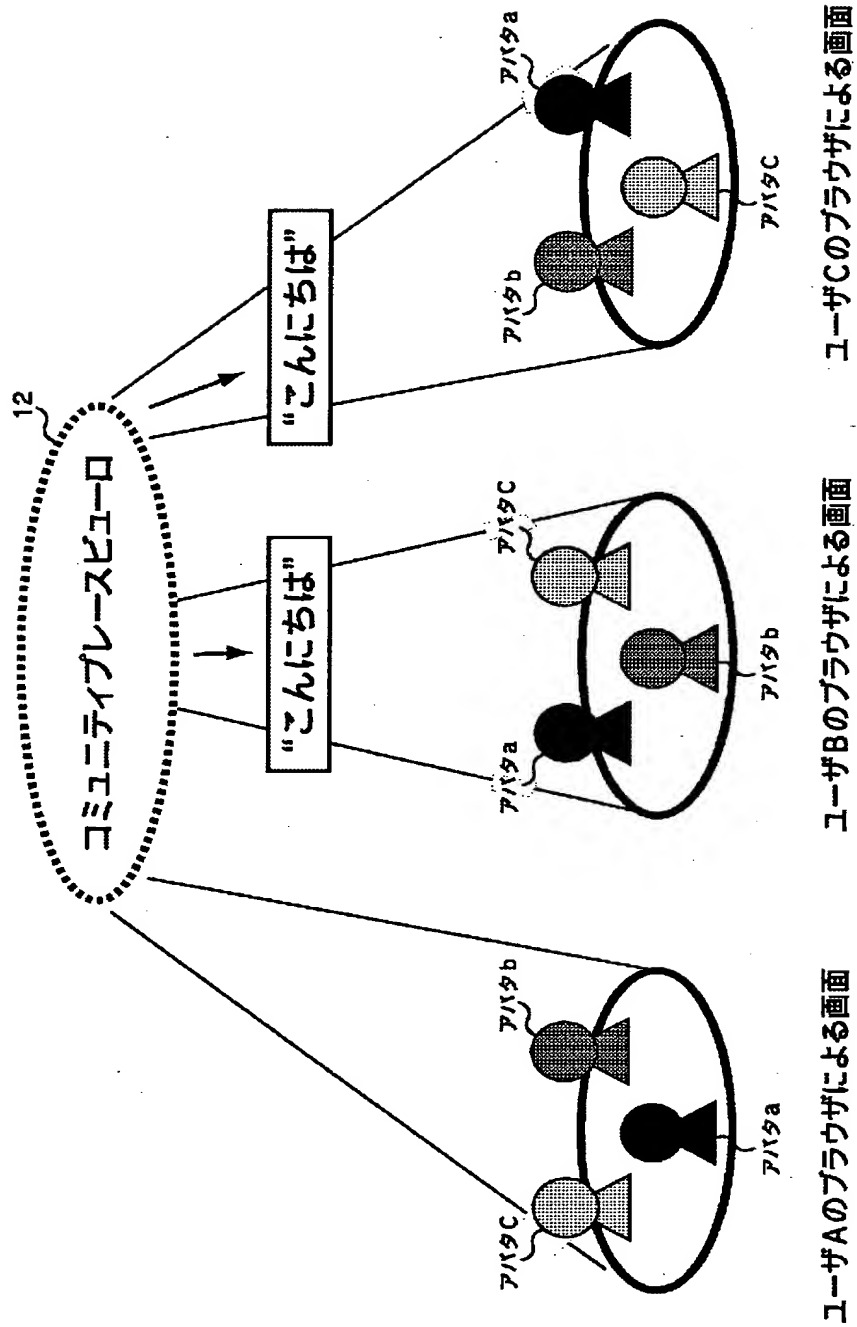 12
コミュニティプレースビューロ
“こんにちは”
“こんにちは”
アバタC
アバタb
アバタa
アバタa
アバタC
アバタb
アバタb
アバタa
アバタC
ユーザAのブラウザによる画面
ユーザBのブラウザによる画面
ユーザCのブラウザによる画面